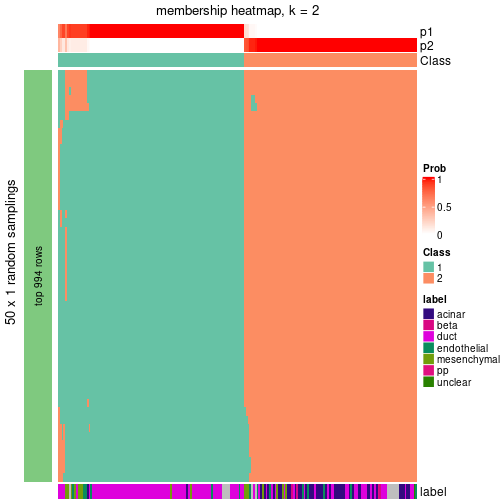 membership heatmap, k = 2
p1
p2
Class
50 x 1 random samplings
top 994 rows
Prob
1
0.5
0
Class
1
2
label
acinar
beta
duct
endothelial
mesenchymal
pp
unclear
label